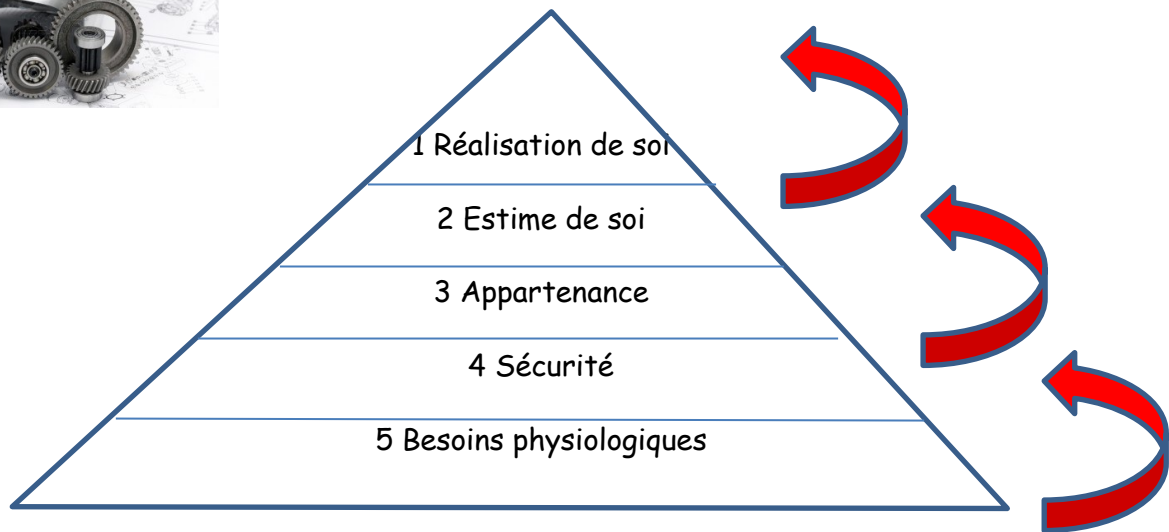 1 Réalisation de soi
2 Estime de soi
3 Appartenance
4 Sécurité
5 Besoins physiologiques